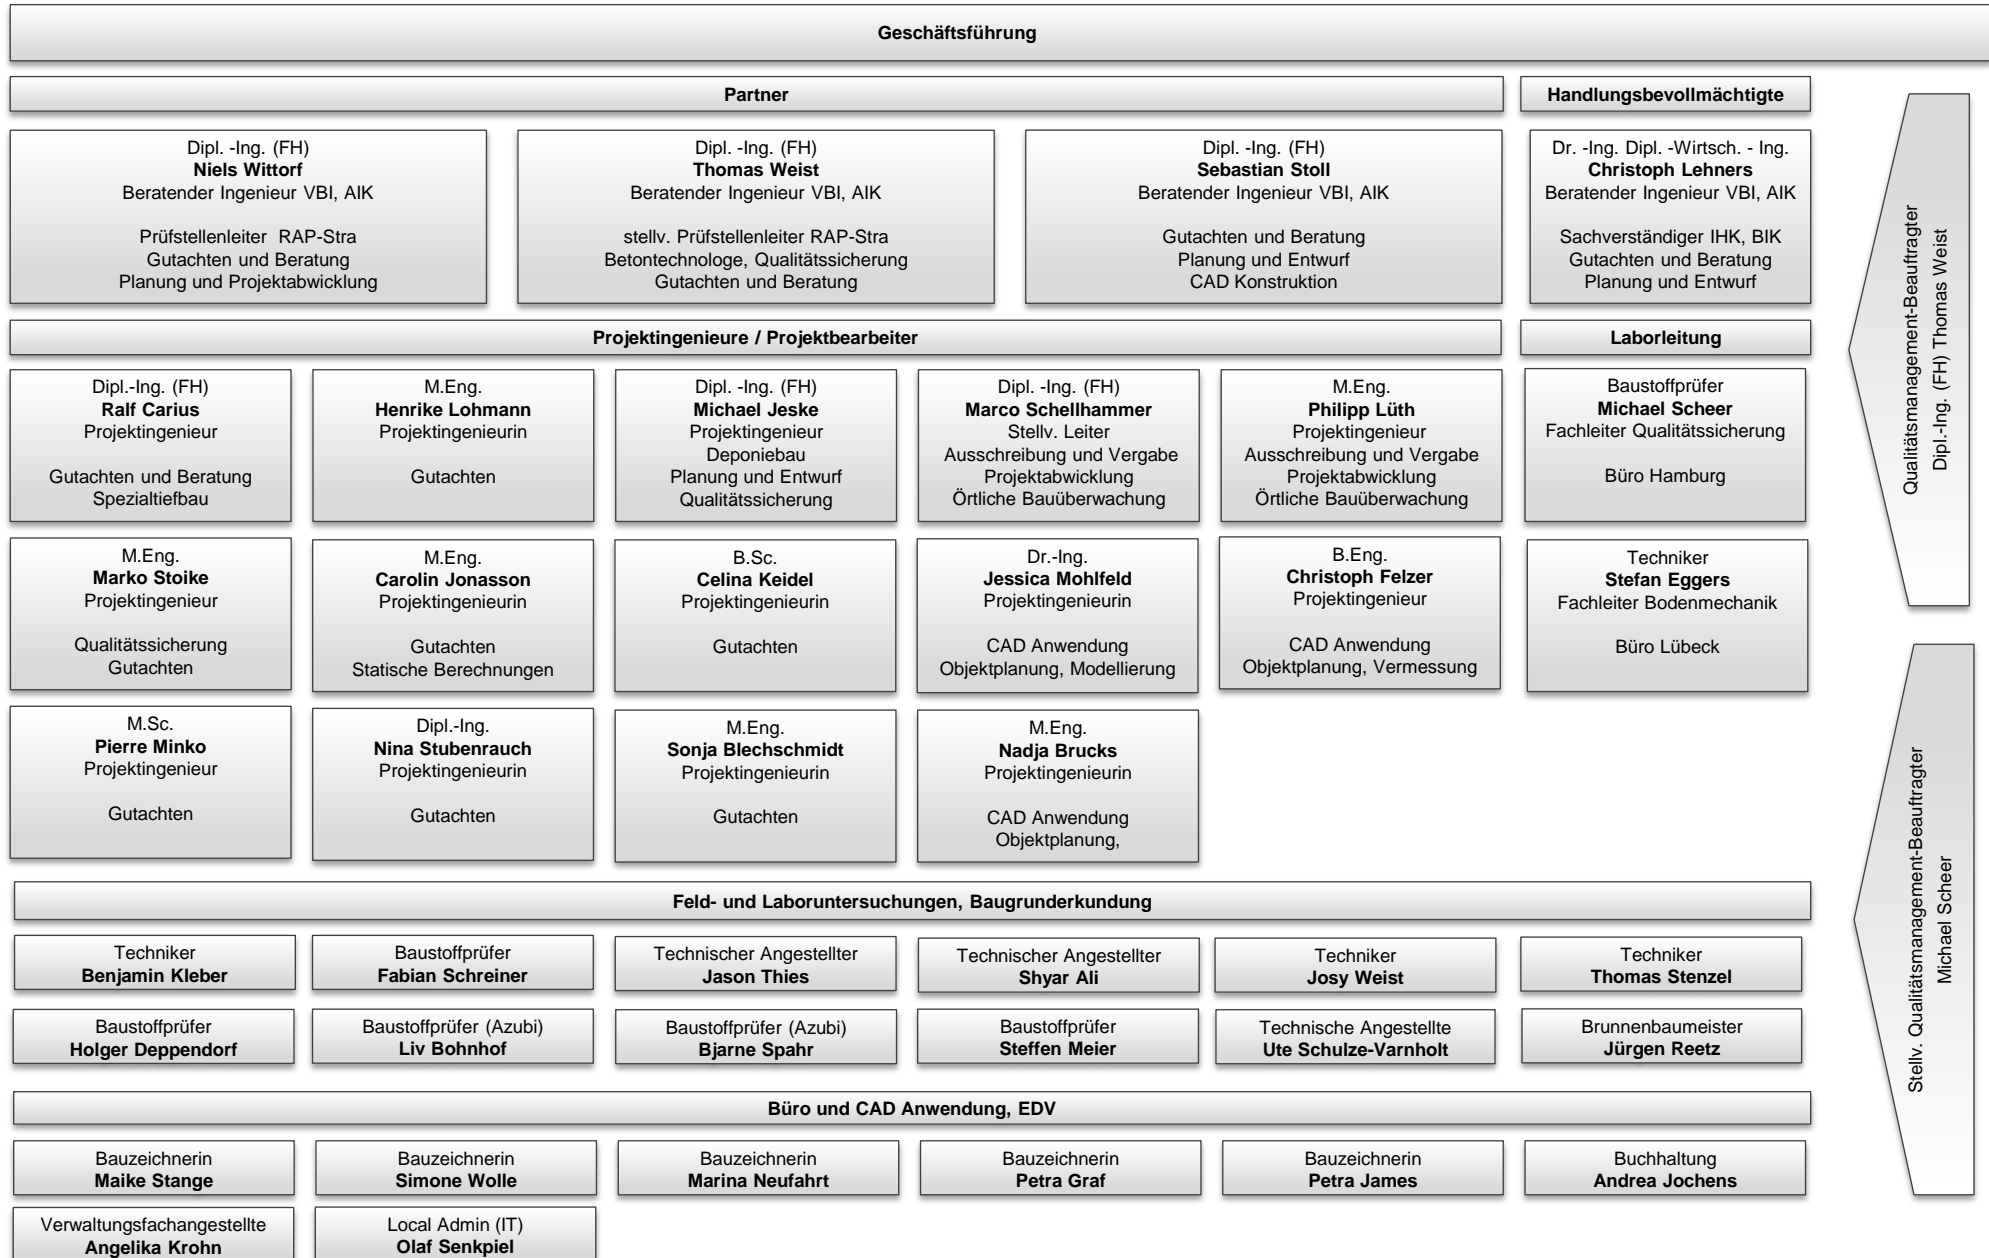 Geschäftsführung
Partner
Handlungsbevollmächtigte
Dipl. -Ing. (FH)
Niels Wittorf
Beratender Ingenieur VBI, AIK
Prüfstellenleiter RAP-Stra
Gutachten und Beratung
Planung und Projektabwicklung
Dipl. -Ing. (FH)
Thomas Weist
Beratender Ingenieur VBI, AIK
stellv. Prüfstellenleiter RAP-Stra
Betontechnologe, Qualitätssicherung
Gutachten und Beratung
Dipl. -Ing. (FH)
Sebastian Stoll
Beratender Ingenieur VBI, AIK
Gutachten und Beratung
Planung und Entwurf
CAD Konstruktion
Dr. -Ing. Dipl. -Wirtsch. - Ing.
Christoph Lehners
Beratender Ingenieur VBI, AIK
Sachverständiger IHK, BIK
Gutachten und Beratung
Planung und Entwurf
Qualitätsmanagement-Beauftragter
Dipl.-Ing. (FH) Thomas Weist
Projektingenieure / Projektbearbeiter
Laborleitung
Dipl.-Ing. (FH)
Ralf Carius
Projektingenieur
Gutachten und Beratung
Spezialtiefbau
M.Eng.
Henrike Lohmann
Projektingenieurin
Gutachten
Dipl. -Ing. (FH)
Michael Jeske
Projektingenieur
Deponiebau
Planung und Entwurf
Qualitätssicherung
Dipl. -Ing. (FH)
Marco Schellhammer
Stellv. Leiter
Ausschreibung und Vergabe
Projektabwicklung
Örtliche Bauüberwachung
M.Eng.
Philipp Lüth
Projektingenieur
Ausschreibung und Vergabe
Projektabwicklung
Örtliche Bauüberwachung
Baustoffprüfer
Michael Scheer
Fachleiter Qualitätssicherung
Büro Hamburg
M.Eng.
Marko Stoike
Projektingenieur
Qualitätssicherung
Gutachten
M.Eng.
Carolin Jonasson
Projektingenieurin
Gutachten
Statische Berechnungen
B.Sc.
Celina Keidel
Projektingenieurin
Gutachten
Dr.-Ing.
Jessica Mohlfeld
Projektingenieurin
CAD Anwendung
Objektplanung, Modellierung
B.Eng.
Christoph Felzer
Projektingenieur
CAD Anwendung
Objektplanung, Vermessung
Techniker
Stefan Eggers
Fachleiter Bodenmechanik
Büro Lübeck
M.Sc.
Pierre Minko
Projektingenieur
Gutachten
Dipl.-Ing.
Nina Stubenrauch
Projektingenieurin
Gutachten
M.Eng.
Sonja Blechschmidt
Projektingenieurin
Gutachten
M.Eng.
Nadja Brucks
Projektingenieurin
CAD Anwendung
Objektplanung,
Stellv. Qualitätsmanagement-Beauftragter
Michael Scheer
Feld- und Laboruntersuchungen, Baugrunderkundung
Techniker
Benjamin Kleber
Baustoffprüfer
Fabian Schreiner
Technischer Angestellter
Jason Thies
Technischer Angestellter
Shyar Ali
Techniker
Josy Weist
Techniker
Thomas Stenzel
Baustoffprüfer
Holger Deppendorf
Baustoffprüfer (Azubi)
Liv Bohnhof
Baustoffprüfer (Azubi)
Bjarne Spahr
Baustoffprüfer
Steffen Meier
Technische Angestellte
Ute Schulze-Varnholt
Brunnenbaumeister
Jürgen Reetz
Büro und CAD Anwendung, EDV
Bauzeichnerin
Maike Stange
Bauzeichnerin
Simone Wolle
Bauzeichnerin
Marina Neufahrt
Bauzeichnerin
Petra Graf
Bauzeichnerin
Petra James
Buchhaltung
Andrea Jochens
Verwaltungsfachangestellte
Angelika Krohn
Local Admin (IT)
Olaf Senkpiel